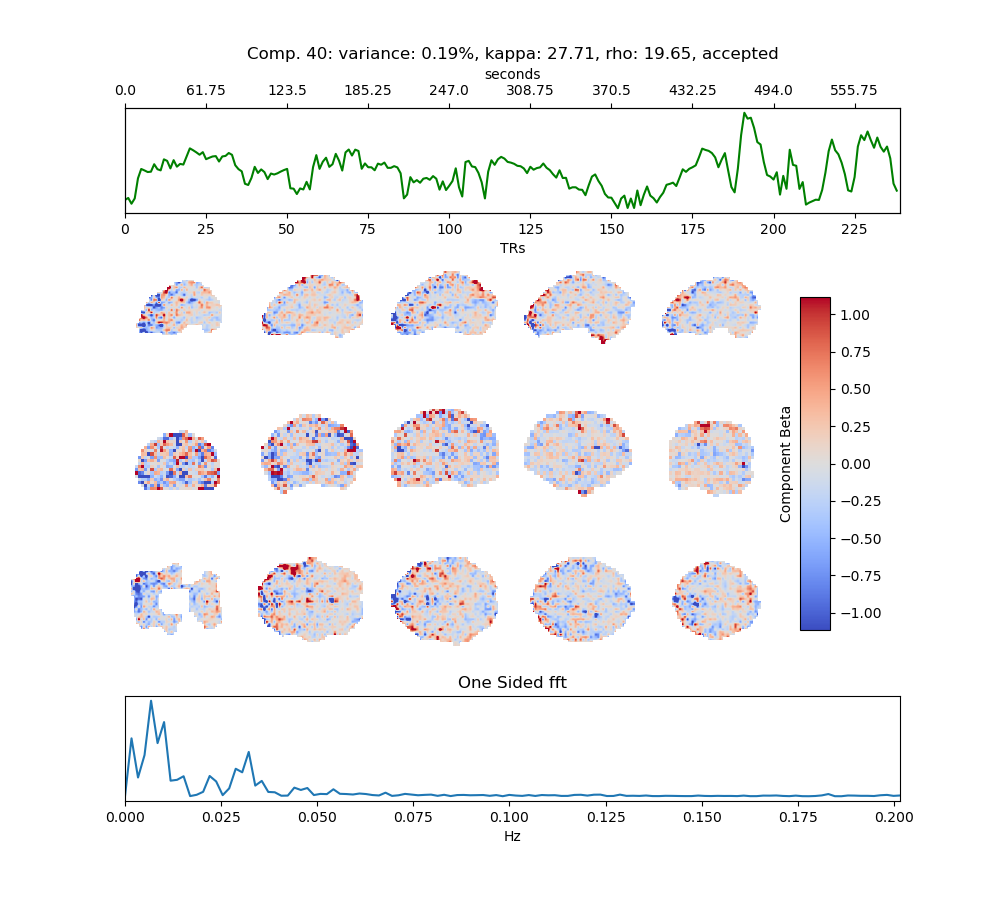 Comp. 40: variance: 0.19%, kappa: 27.71, rho: 19.65, accepted
seconds
0.0 61.75 123.5 185.25 247.0 308.75 370.5 432.25 494.0 555.75
0 25 50 75 100 125 150 175 200 225
TRs
1.00
0.75
0.50
0.25
0.00
−0.25
−0.50
−0.75
−1.00
Component Beta
One Sided fft
0.000 0.025 0.050 0.075 0.100 0.125 0.150 0.175 0.200
Hz